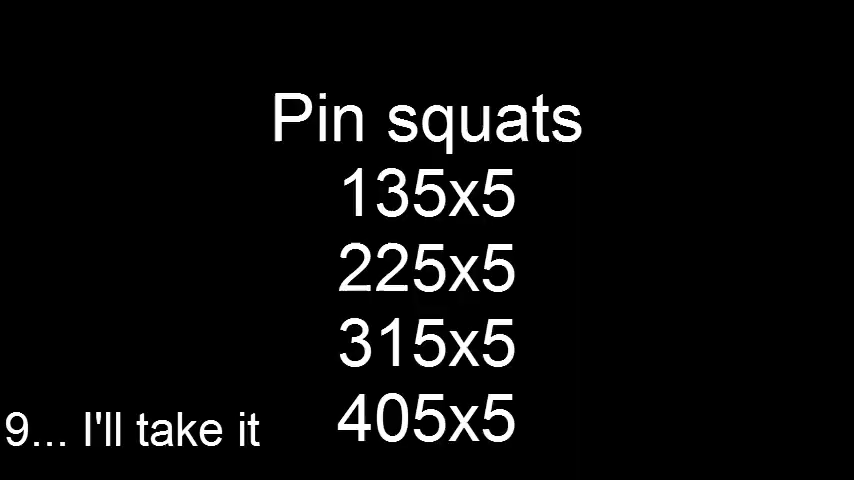 Pin squats
135x5
225x5
315x5
405x5
9... I'll take it